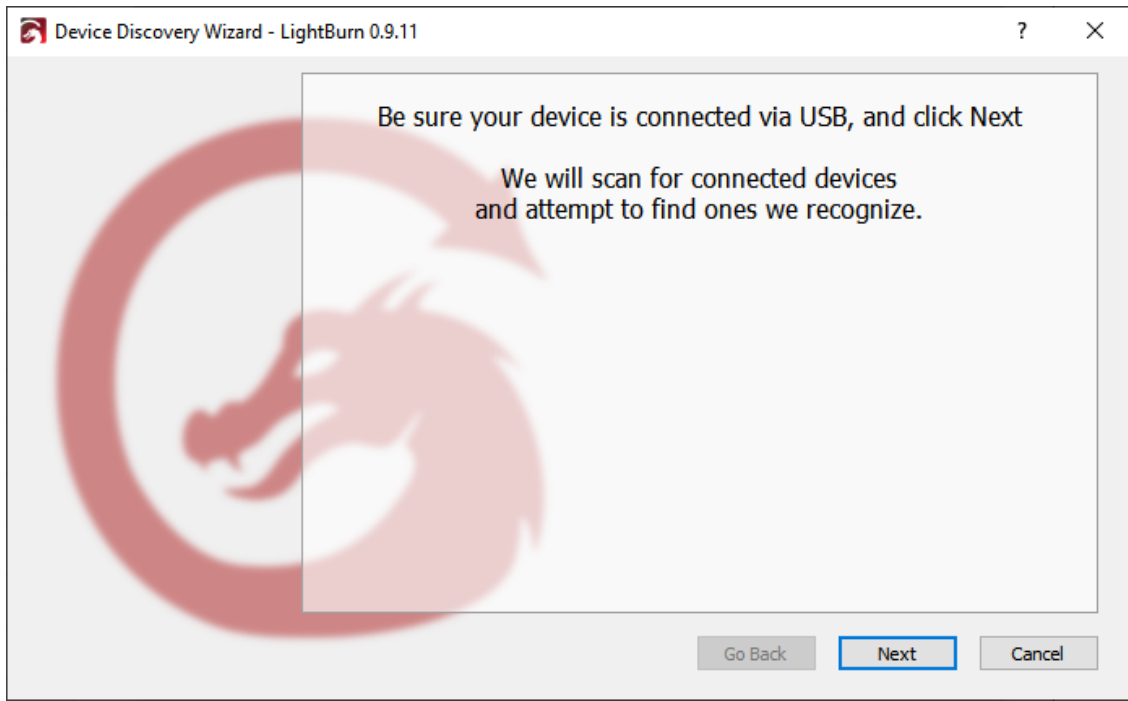 Device Discovery Wizard - LightBurn 0.9.11
?
Be sure your device is connected via USB, and click Next
We will scan for connected devices
and attempt to find ones we recognize.
Go Back
Next
Cancel